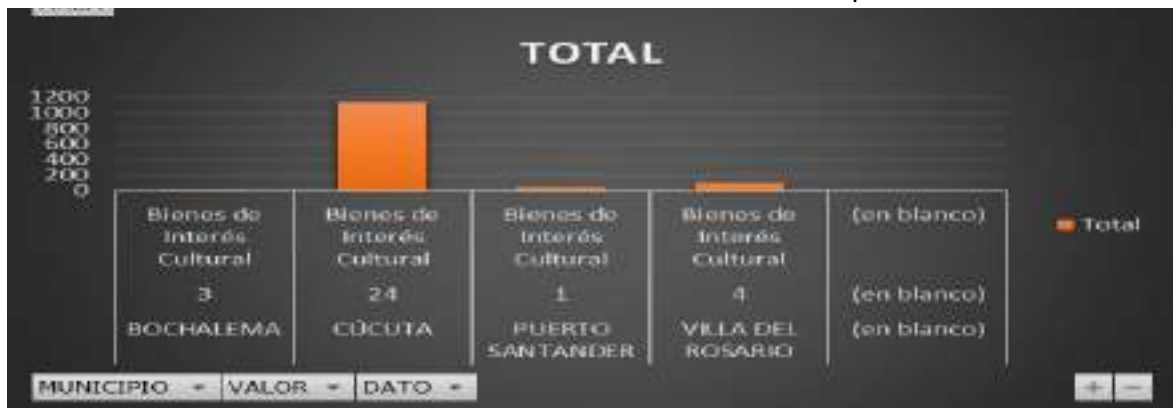 TOTAL
1200
1000
800
600
400
200
0
Bienes de Interés Cultural
Bienes de Interés Cultural
Bienes de Interés Cultural
Bienes de Interés Cultural
(en blanco)
3
24
1
4
(en blanco)
BOCHALEMA
CÚCUTA
PUERTO SANTANDER
VILLA DEL ROSARIO
(en blanco)
Total
MUNICIPIO
VALOR
DATO
+
-